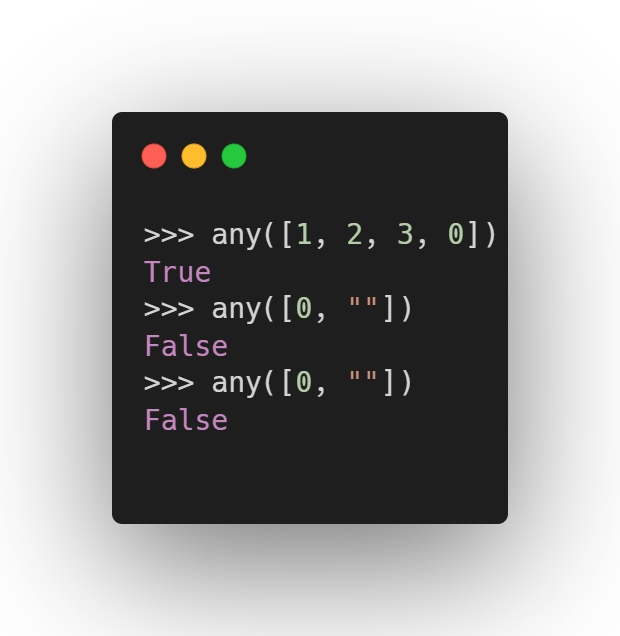 >>> any([1, 2, 3, 0])
True
>>> any([0, ""])
False
>>> any([0, ""])
False